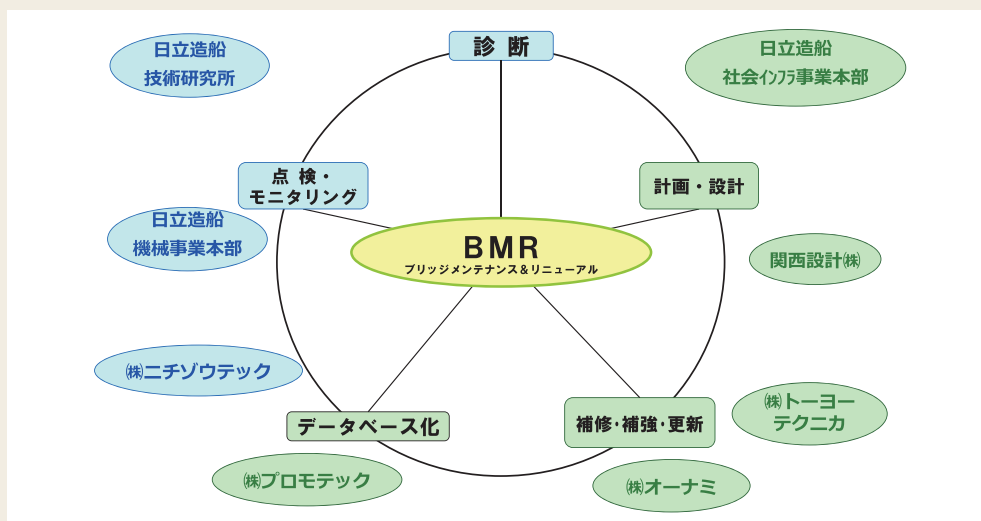 診断
日立造船
技術研究所
日立造船
社会インフラ事業本部
点検・
モニタリング
計画・設計
日立造船
機械事業本部
BMR
ブリッジメンテナンス&リニューアル
関西設計㈱
㈱ニチゾウテック
データベース化
補修・補強・更新
㈱トーヨー
テクニカ
㈱プロモテック
㈱オーナミ